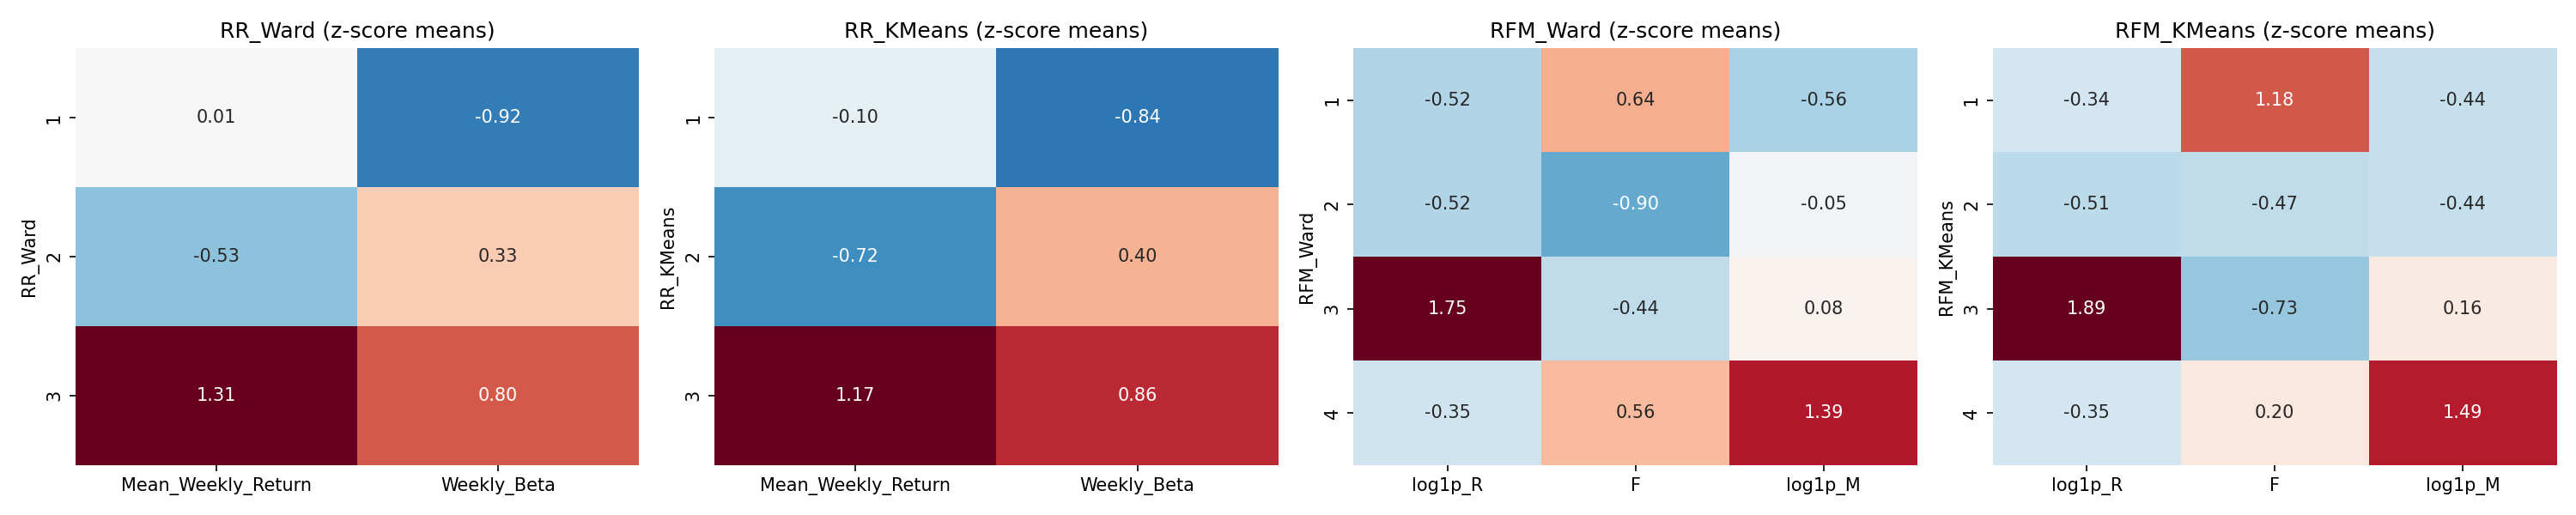 RR_Ward (z-score means)
RR_Ward
1
0.01 -0.92
2
-0.53 0.33
3
1.31 0.80
Mean_Weekly_Return Weekly_Beta
RR_KMeans (z-score means)
RR_KMeans
1
-0.10 -0.84
2
-0.72 0.40
3
1.17 0.86
Mean_Weekly_Return Weekly_Beta
RFM_Ward (z-score means)
RFM_Ward
1
-0.52 0.64 -0.56
2
-0.52 -0.90 -0.05
3
1.75 -0.44 0.08
4
-0.35 0.56 1.39
log1p_R F log1p_M
RFM_KMeans (z-score means)
RFM_KMeans
1
-0.34 1.18 -0.44
2
-0.51 -0.47 -0.44
3
1.89 -0.73 0.16
4
-0.35 0.20 1.49
log1p_R F log1p_M